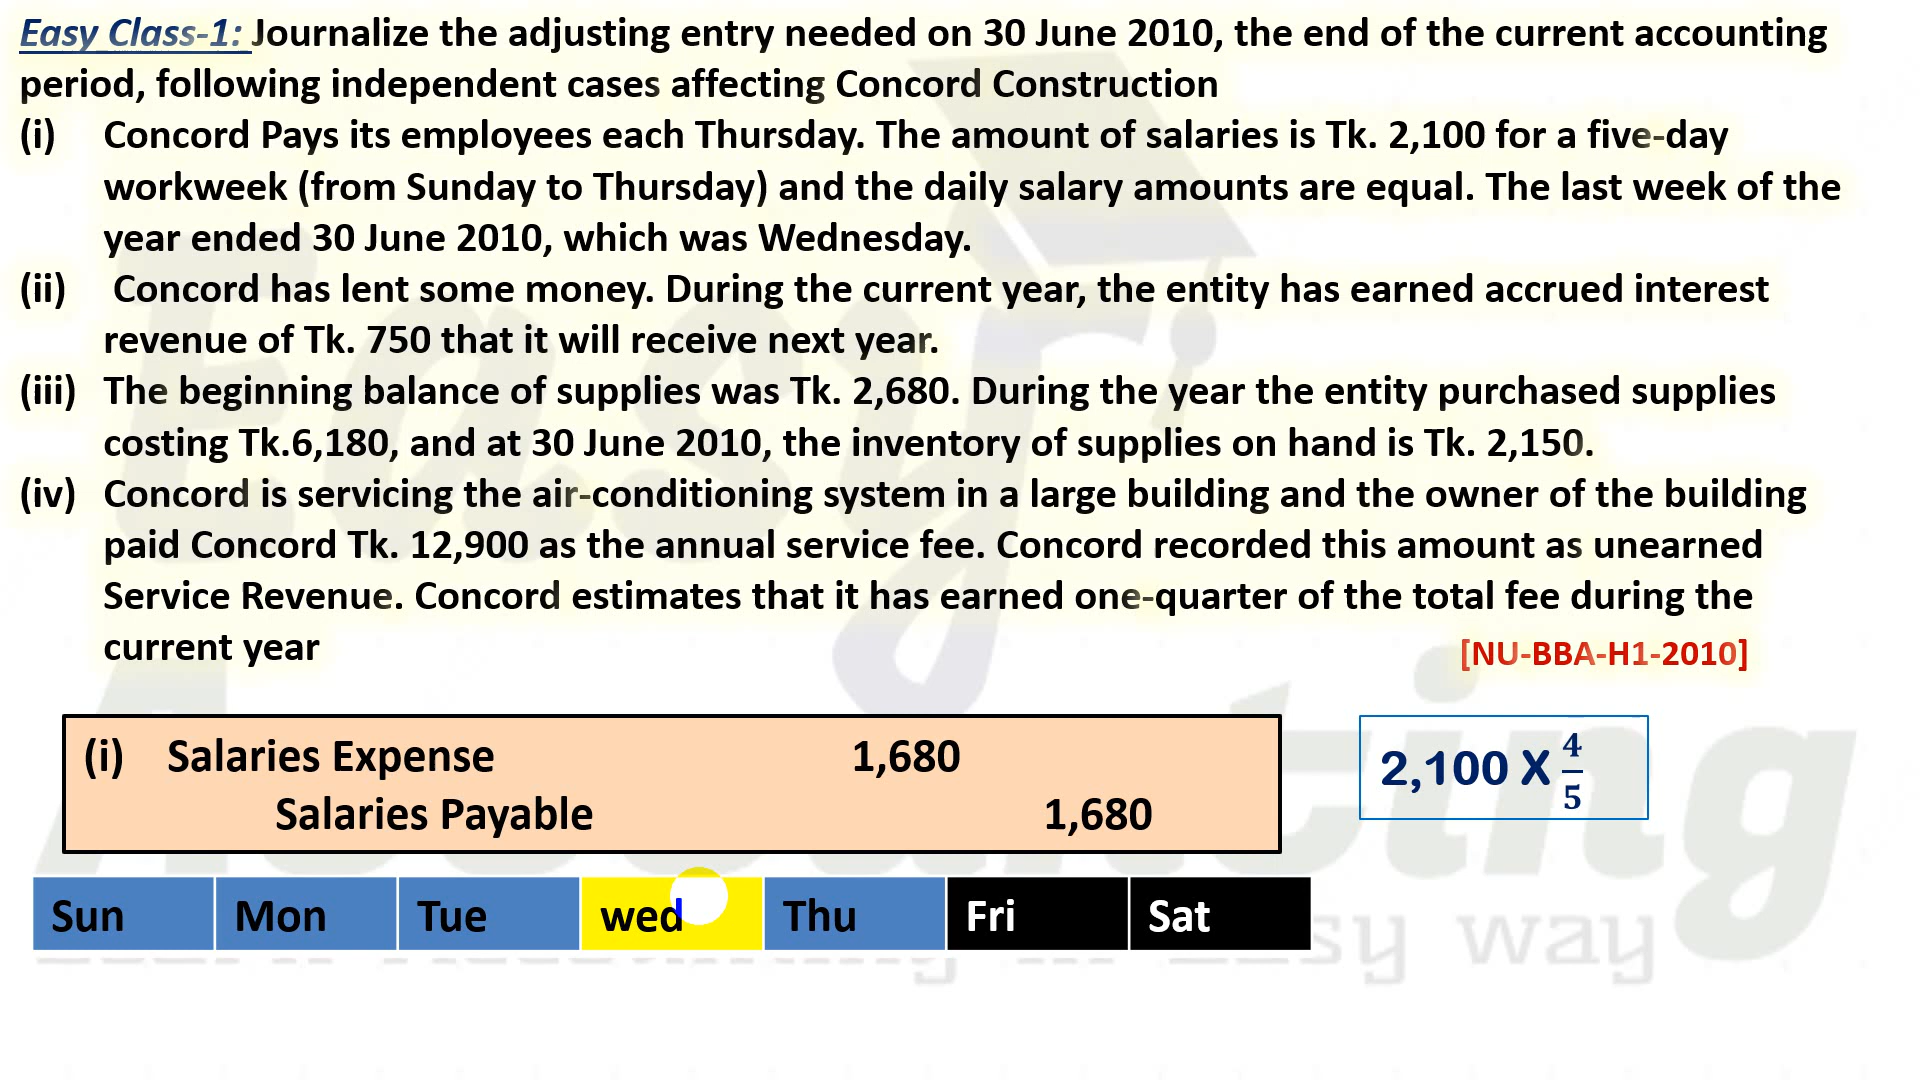 Easy Class-1: Journalize the adjusting entry needed on 30 June 2010, the end of the current accounting
period, following independent cases affecting Concord Construction
(i) Concord Pays its employees each Thursday. The amount of salaries is Tk. 2,100 for a five-day
workweek (from Sunday to Thursday) and the daily salary amounts are equal. The last week of the
year ended 30 June 2010, which was Wednesday.
(ii) Concord has lent some money. During the current year, the entity has earned accrued interest
revenue of Tk. 750 that it will receive next year.
(iii) The beginning balance of supplies was Tk. 2,680. During the year the entity purchased supplies
costing Tk.6,180, and at 30 June 2010, the inventory of supplies on hand is Tk. 2,150.
(iv) Concord is servicing the air-conditioning system in a large building and the owner of the building
paid Concord Tk. 12,900 as the annual service fee. Concord recorded this amount as unearned
Service Revenue. Concord estimates that it has earned one-quarter of the total fee during the
current year [NU-BBA-H1-2010]
(i) Salaries Expense 1,680
Salaries Payable 1,680
2,100 X 4/5
Sun Mon Tue wed Thu Fri Sat
Easy
Accounting
easy way